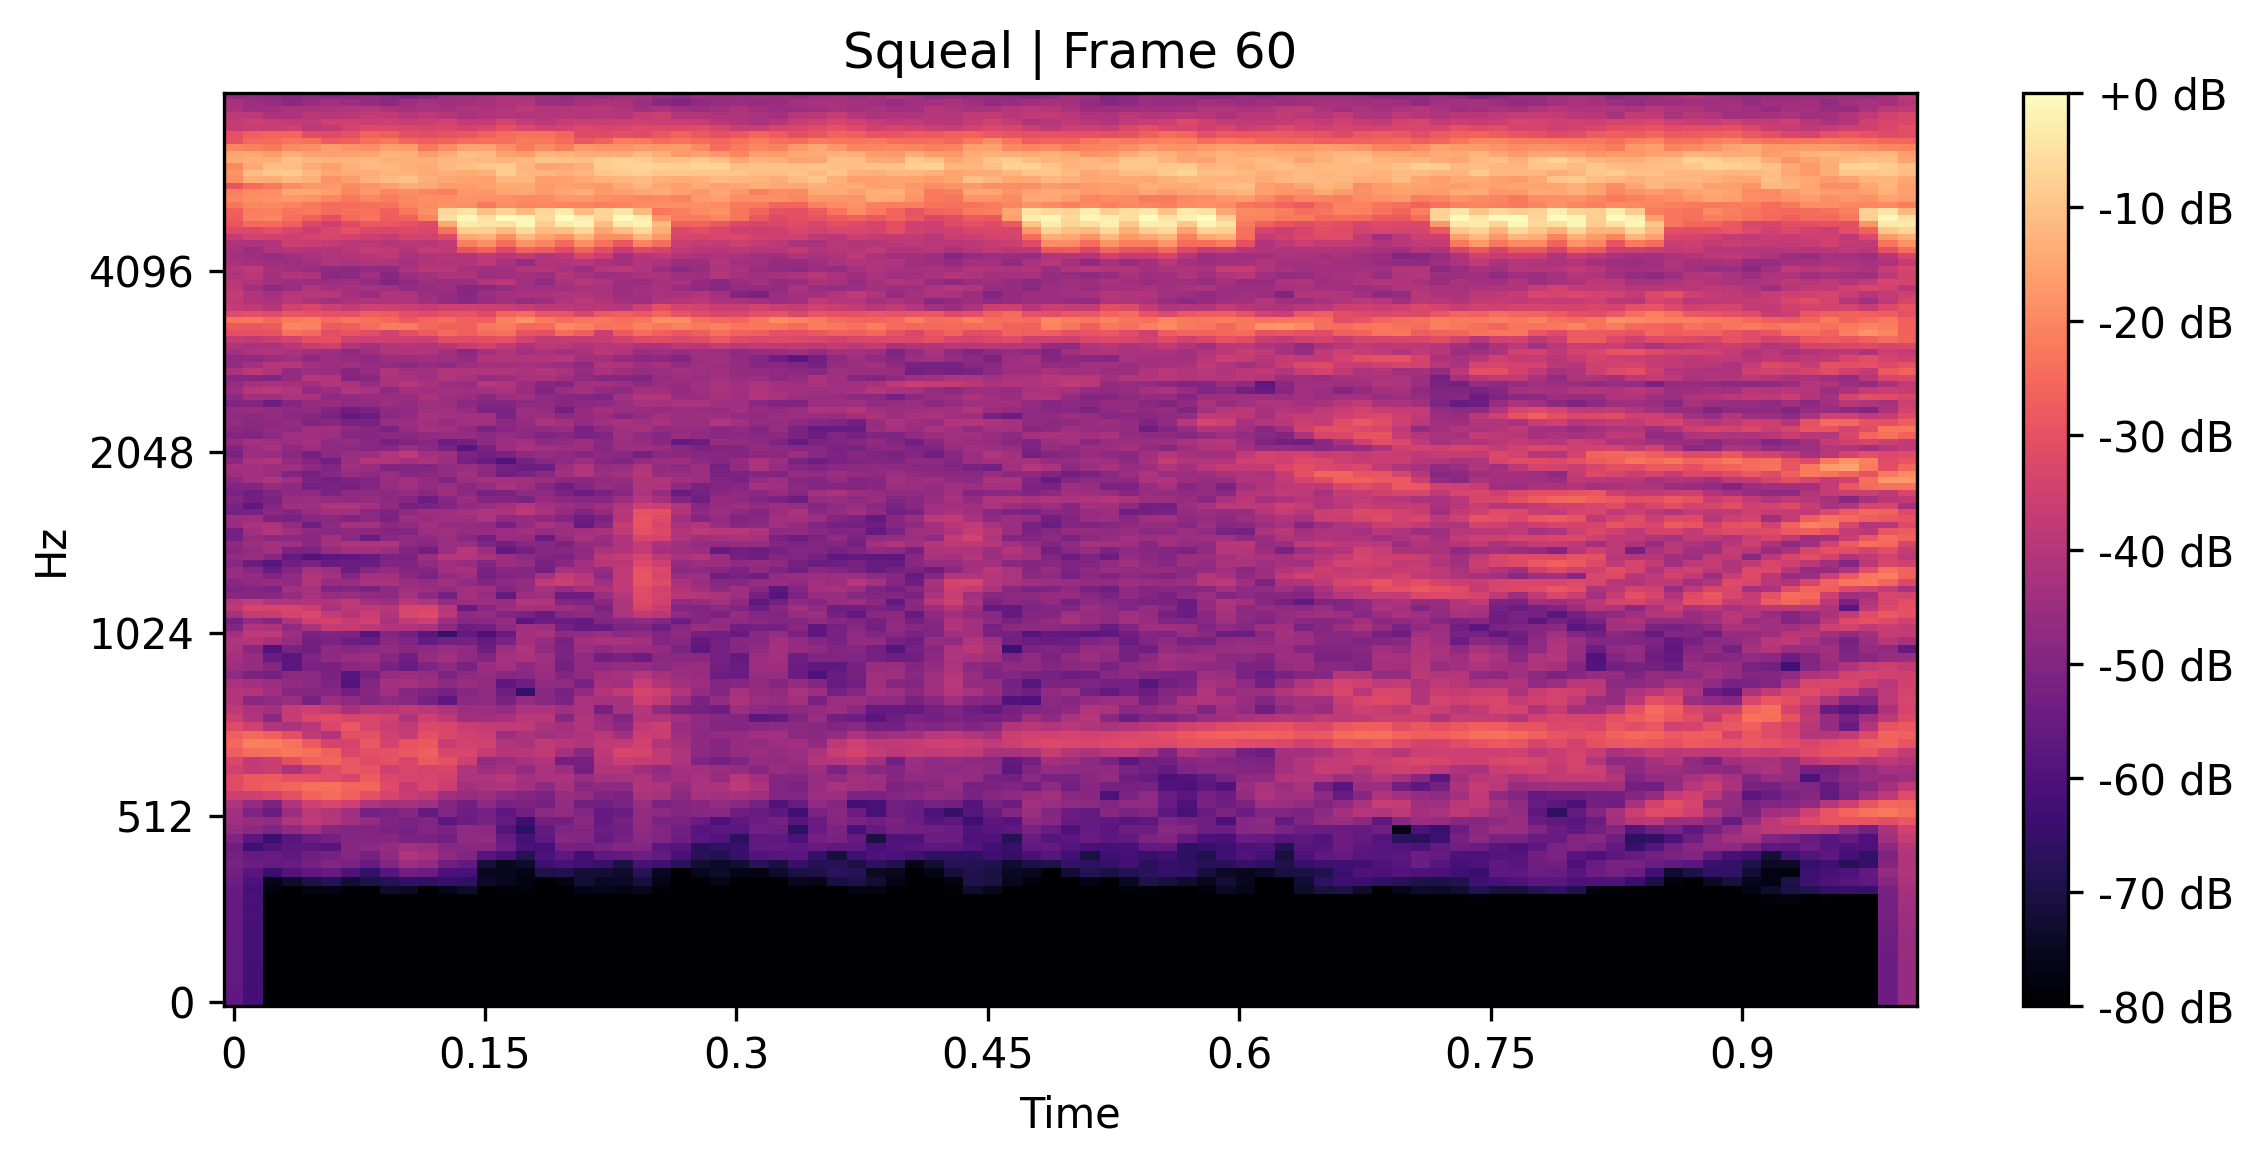 Squeal | Frame 60
+0 dB
-10 dB
-20 dB
-30 dB
-40 dB
-50 dB
-60 dB
-70 dB
-80 dB
Hz
4096
2048
1024
512
0
0 0.15 0.3 0.45 0.6 0.75 0.9
Time